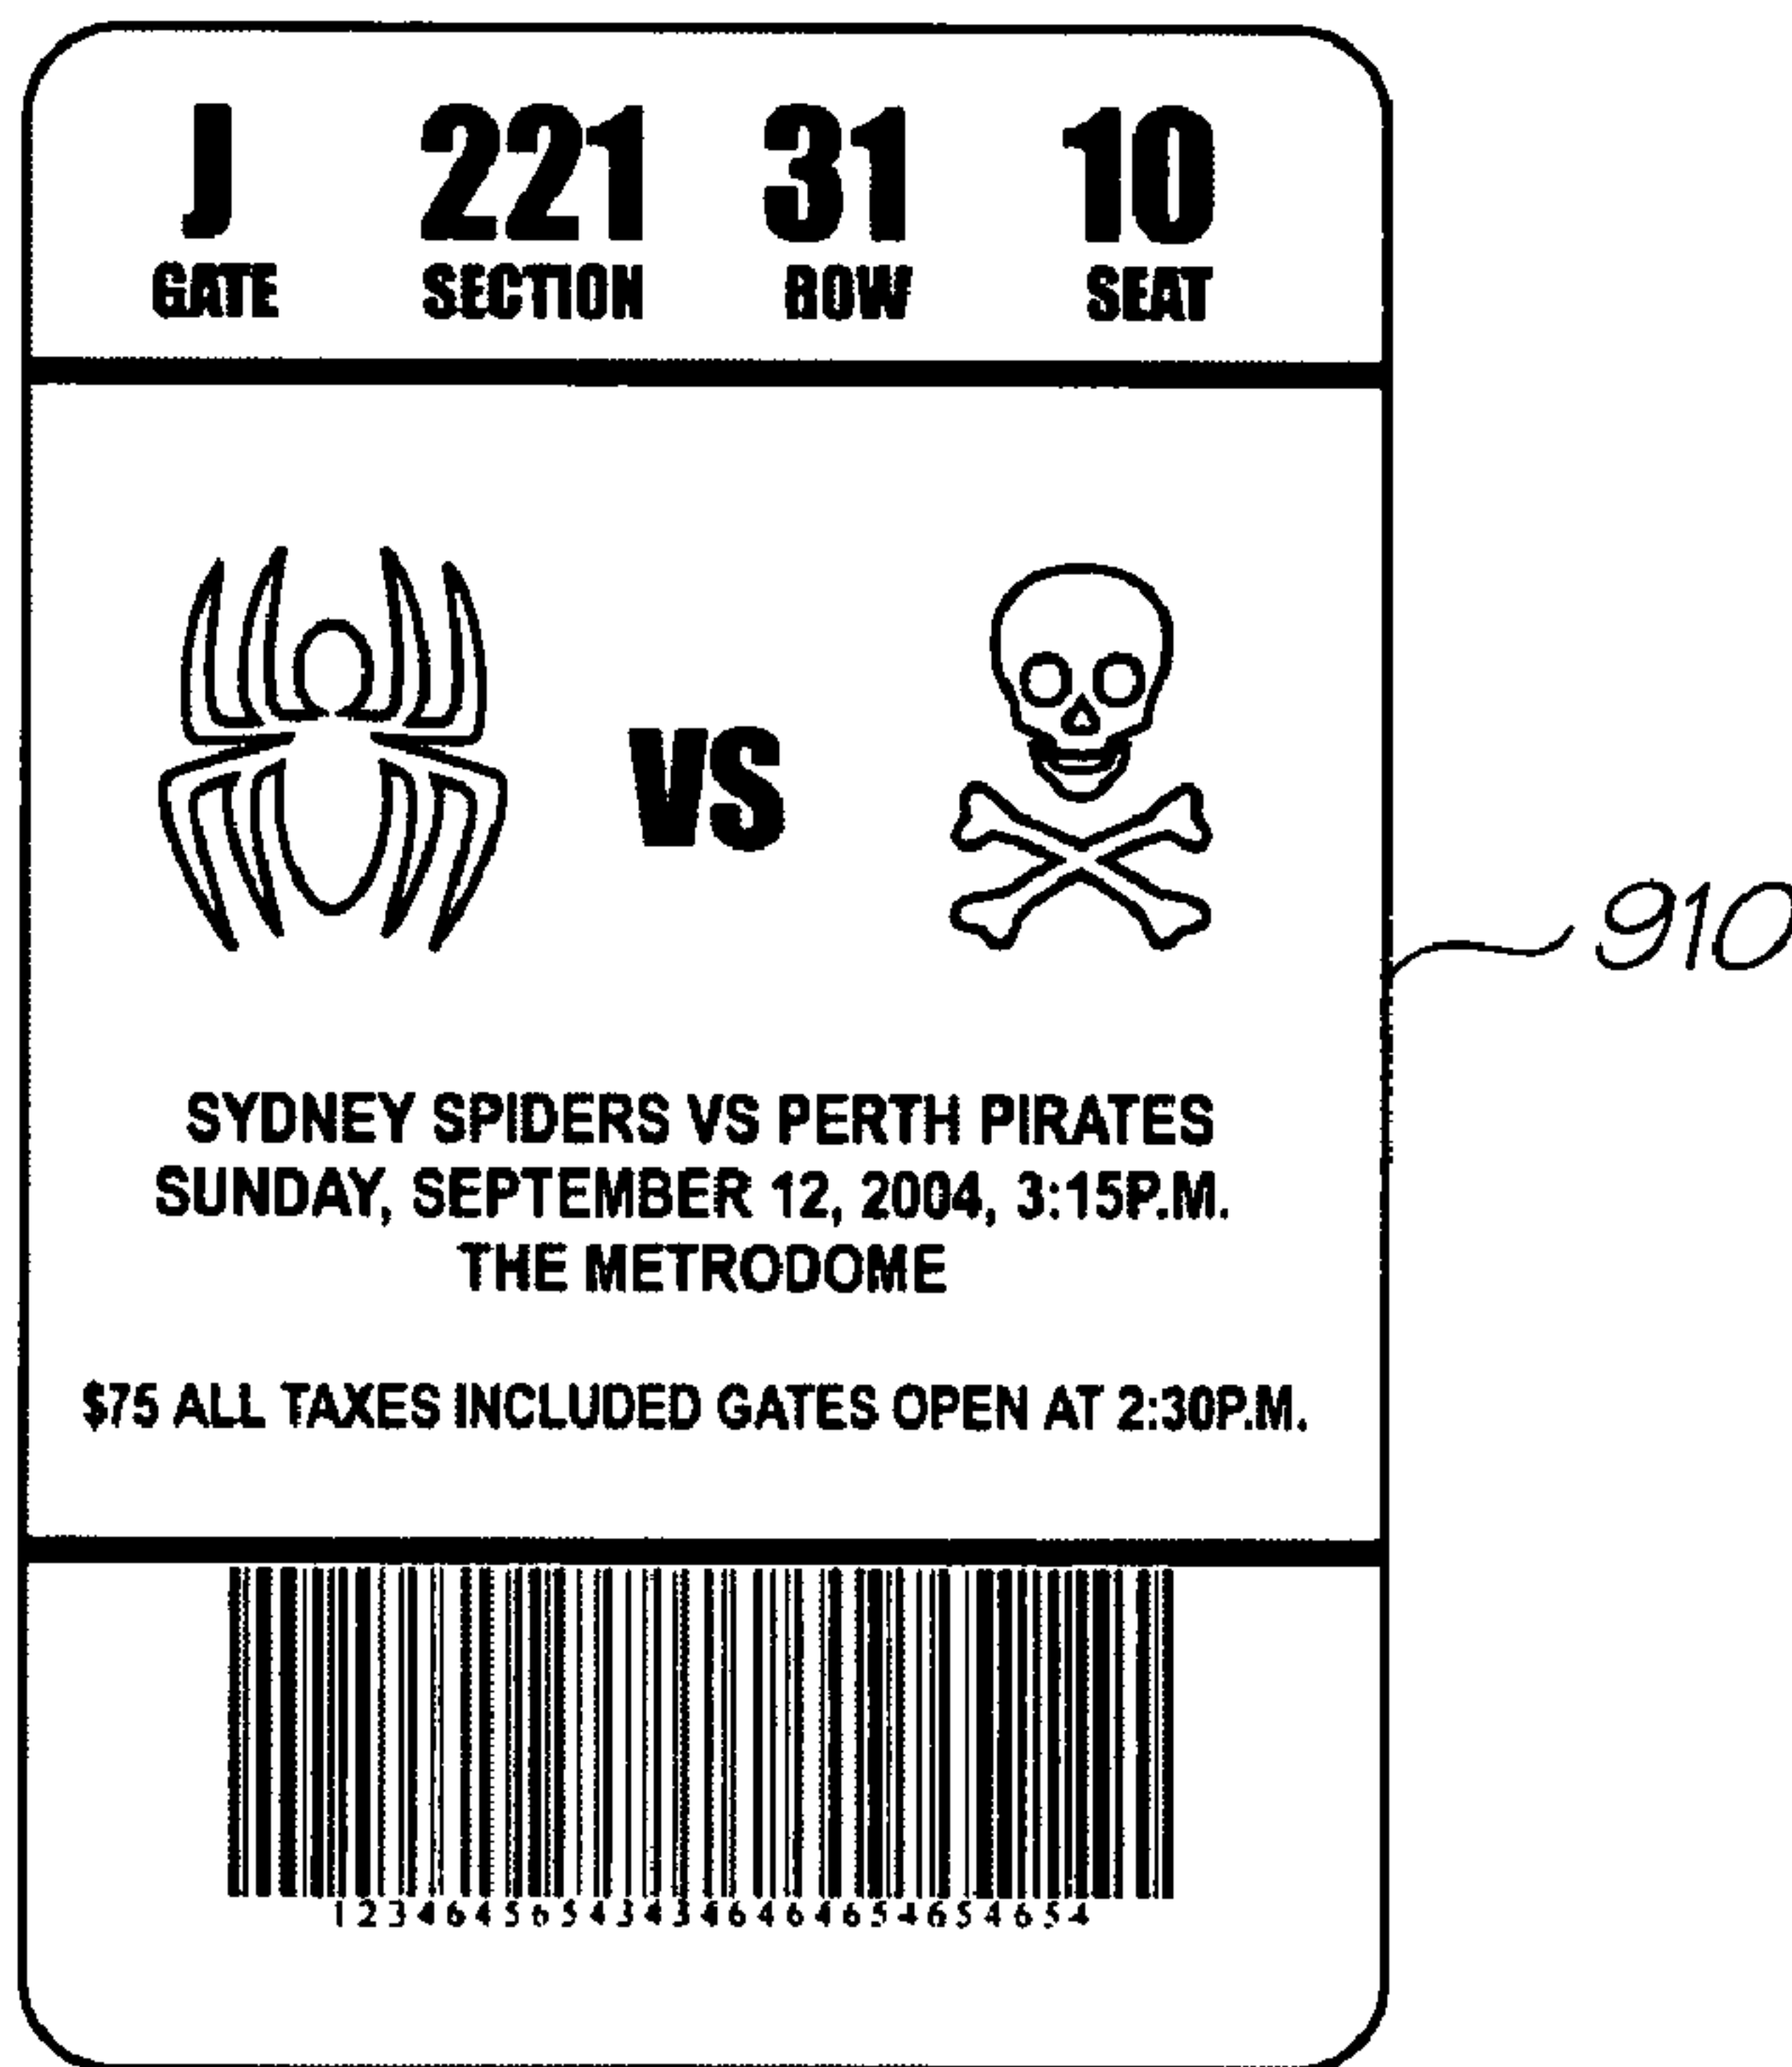 J 221 31 10
GATE SECTION ROW SEAT
VS
910
SYDNEY SPIDERS VS PERTH PIRATES
SUNDAY, SEPTEMBER 12, 2004, 3:15P.M.
THE METRODOME
$75 ALL TAXES INCLUDED GATES OPEN AT 2:30P.M.
123464565434346464654654654